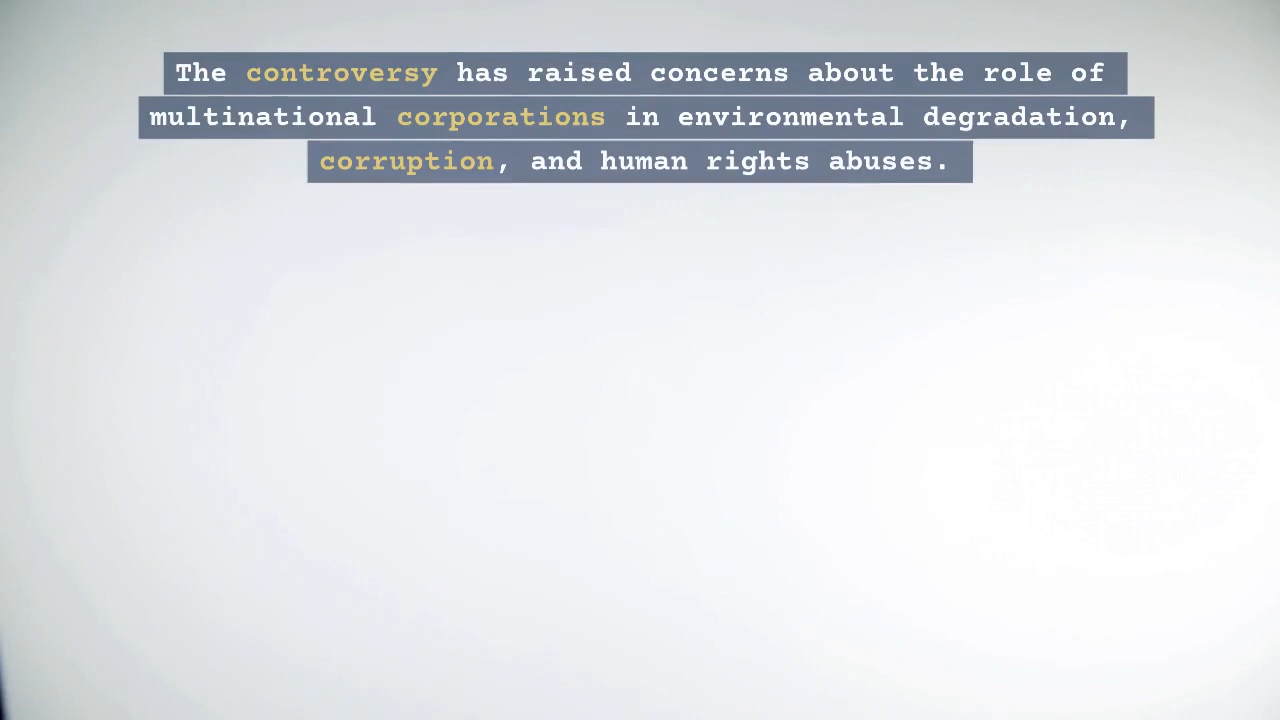 The controversy has raised concerns about the role of
multinational corporations in environmental degradation,
corruption, and human rights abuses.